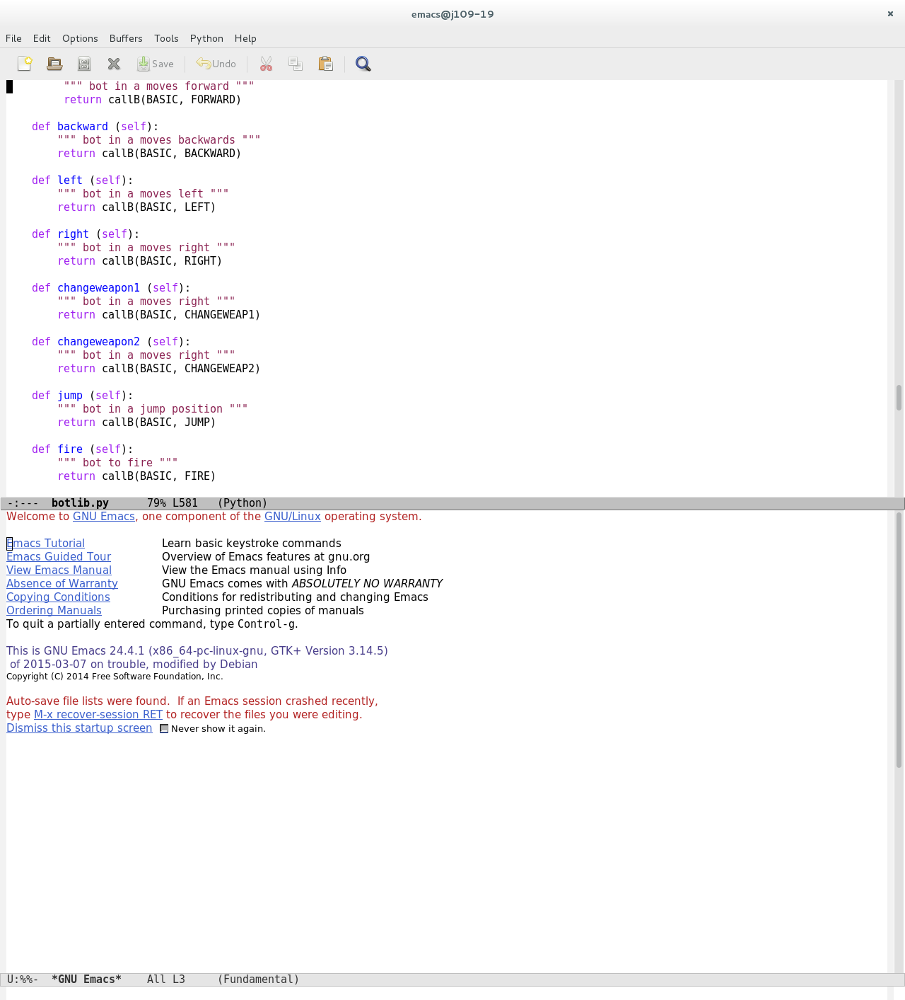 emacs@j109-19
File Edit Options Buffers Tools Python Help
Save Undo
""" bot in a moves forward """
return callB(BASIC, FORWARD)
def backward (self):
""" bot in a moves backwards """
return callB(BASIC, BACKWARD)
def left (self):
""" bot in a moves left """
return callB(BASIC, LEFT)
def right (self):
""" bot in a moves right """
return callB(BASIC, RIGHT)
def changeweapon1 (self):
""" bot in a moves right """
return callB(BASIC, CHANGEWEAP1)
def changeweapon2 (self):
""" bot in a moves right """
return callB(BASIC, CHANGEWEAP2)
def jump (self):
""" bot in a jump position """
return callB(BASIC, JUMP)
def fire (self):
""" bot to fire """
return callB(BASIC, FIRE)
-:--- botlib.py 79% L581 (Python)
Welcome to GNU Emacs, one component of the GNU/Linux operating system.
Emacs Tutorial Learn basic keystroke commands
Emacs Guided Tour Overview of Emacs features at gnu.org
View Emacs Manual View the Emacs manual using Info
Absence of Warranty GNU Emacs comes with ABSOLUTELY NO WARRANTY
Copying Conditions Conditions for redistributing and changing Emacs
Ordering Manuals Purchasing printed copies of manuals
To quit a partially entered command, type Control-g.
This is GNU Emacs 24.4.1 (x86_64-pc-linux-gnu, GTK+ Version 3.14.5)
of 2015-03-07 on trouble, modified by Debian
Copyright (C) 2014 Free Software Foundation, Inc.
Auto-save file lists were found. If an Emacs session crashed recently,
type M-x recover-session RET to recover the files you were editing.
Dismiss this startup screen Never show it again.
U:%%- *GNU Emacs* All L3 (Fundamental)